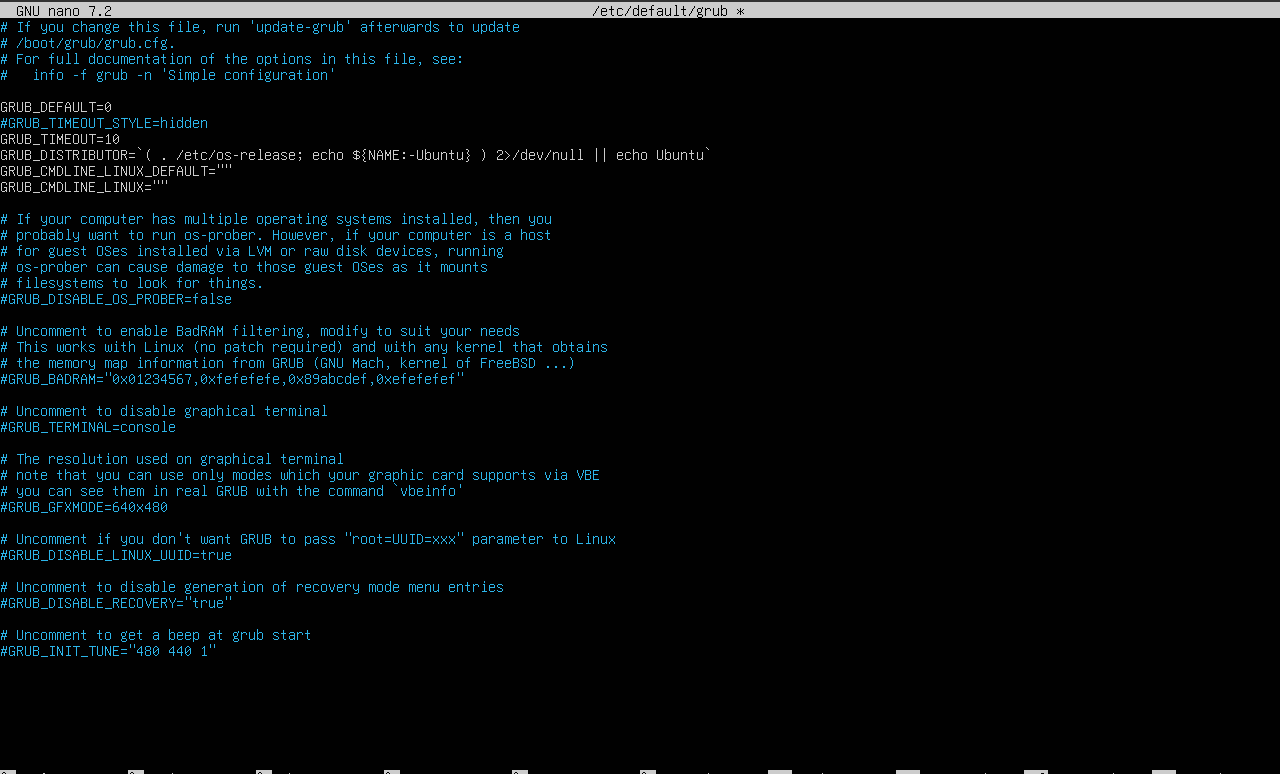 GNU nano 7.2 /etc/default/grub *
# If you change this file, run 'update-grub' afterwards to update
# /boot/grub/grub.cfg.
# For full documentation of the options in this file, see:
#   info -f grub -n 'Simple configuration'

GRUB_DEFAULT=0
#GRUB_TIMEOUT_STYLE=hidden
GRUB_TIMEOUT=10
GRUB_DISTRIBUTOR=`( . /etc/os-release; echo ${NAME:-Ubuntu} ) 2>/dev/null || echo Ubuntu`
GRUB_CMDLINE_LINUX_DEFAULT=""
GRUB_CMDLINE_LINUX=""

# If your computer has multiple operating systems installed, then you
# probably want to run os-prober. However, if your computer is a host
# for guest OSes installed via LVM or raw disk devices, running
# os-prober can cause damage to those guest OSes as it mounts
# filesystems to look for things.
#GRUB_DISABLE_OS_PROBER=false

# Uncomment to enable BadRAM filtering, modify to suit your needs
# This works with Linux (no patch required) and with any kernel that obtains
# the memory map information from GRUB (GNU Mach, kernel of FreeBSD ...)
#GRUB_BADRAM="0x01234567,0xfefefefe,0x89abcdef,0xefefefef"

# Uncomment to disable graphical terminal
#GRUB_TERMINAL=console

# The resolution used on graphical terminal
# note that you can use only modes which your graphic card supports via VBE
# you can see them in real GRUB with the command `vbeinfo'
#GRUB_GFXMODE=640x480

# Uncomment if you don't want GRUB to pass "root=UUID=xxx" parameter to Linux
#GRUB_DISABLE_LINUX_UUID=true

# Uncomment to disable generation of recovery mode menu entries
#GRUB_DISABLE_RECOVERY="true"

# Uncomment to get a beep at grub start
#GRUB_INIT_TUNE="480 440 1"